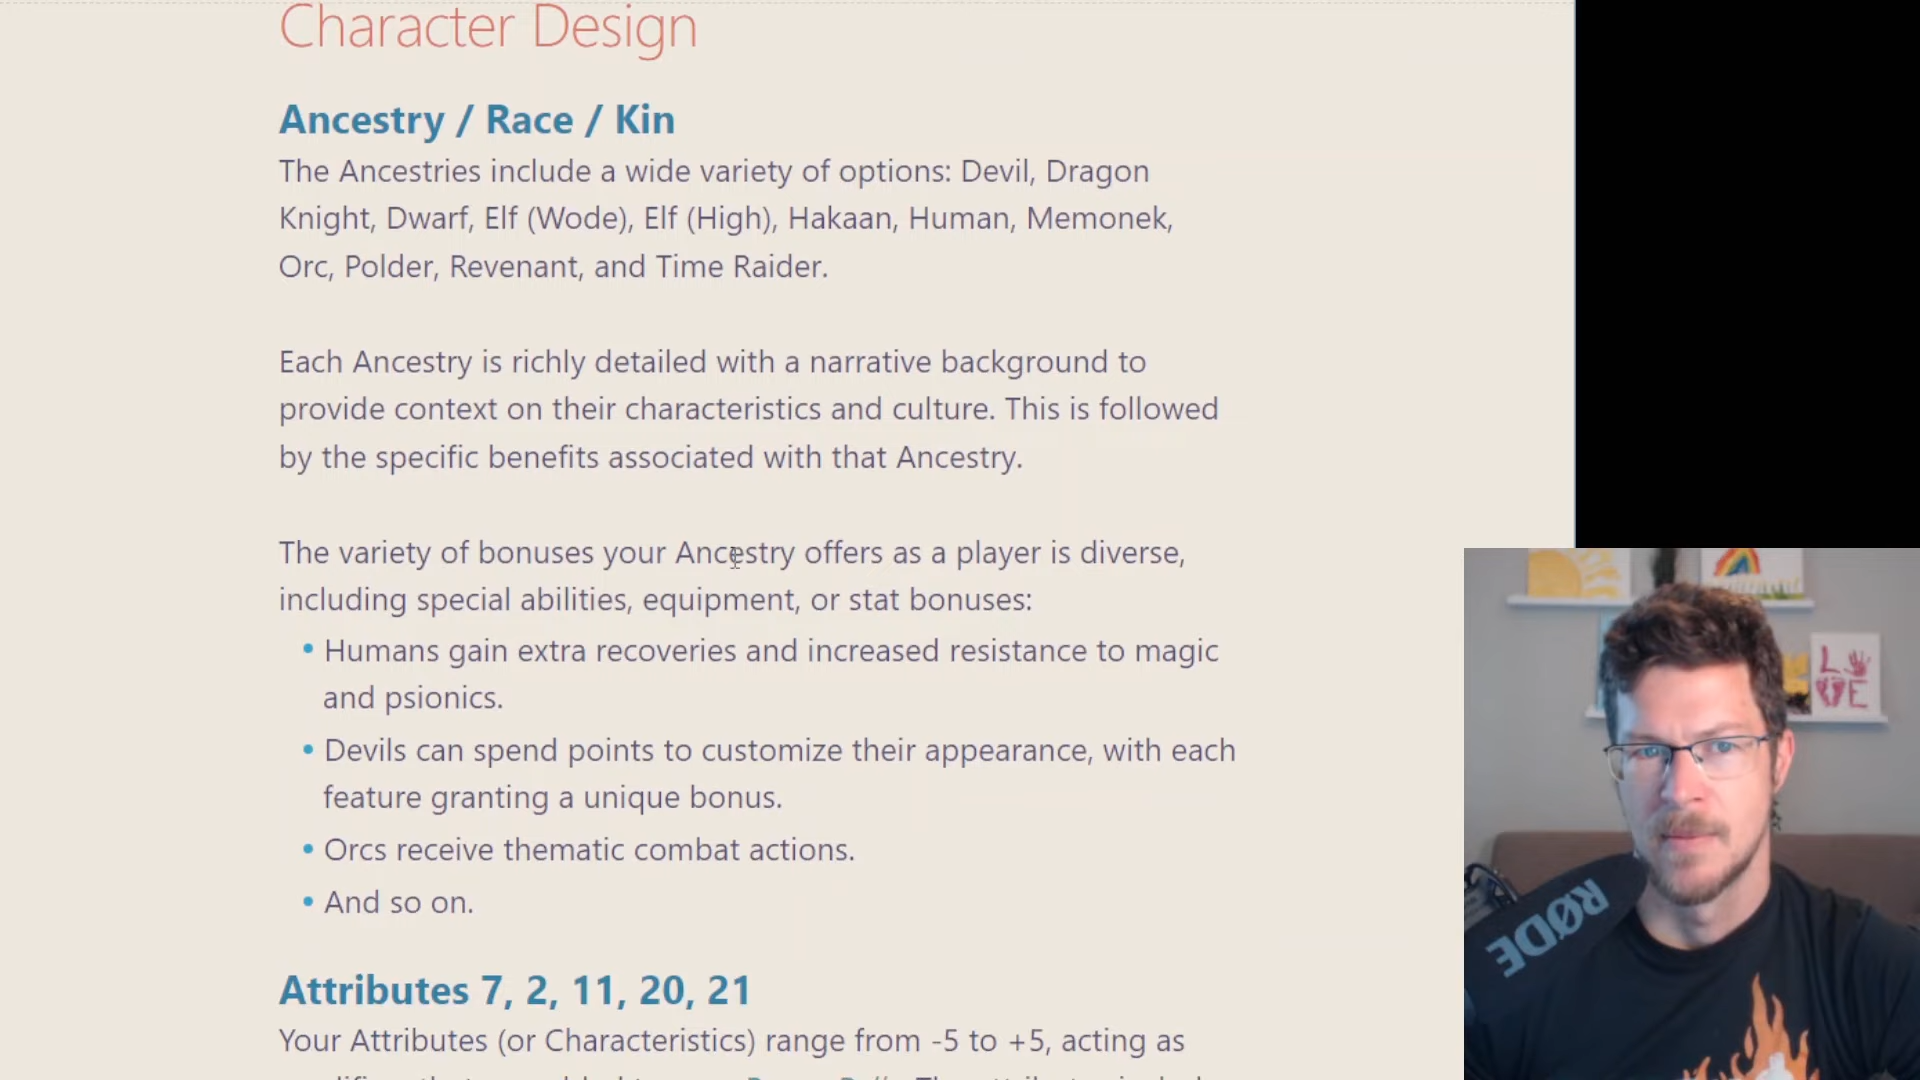 Character Design
Ancestry / Race / Kin
The Ancestries include a wide variety of options: Devil, Dragon
Knight, Dwarf, Elf (Wode), Elf (High), Hakaan, Human, Memonek,
Orc, Polder, Revenant, and Time Raider.
Each Ancestry is richly detailed with a narrative background to
provide context on their characteristics and culture. This is followed
by the specific benefits associated with that Ancestry.
The variety of bonuses your Ancestry offers as a player is diverse,
including special abilities, equipment, or stat bonuses:
• Humans gain extra recoveries and increased resistance to magic
and psionics.
• Devils can spend points to customize their appearance, with each
feature granting a unique bonus.
• Orcs receive thematic combat actions.
• And so on.
Attributes 7, 2, 11, 20, 21
Your Attributes (or Characteristics) range from -5 to +5, acting as
RØDE